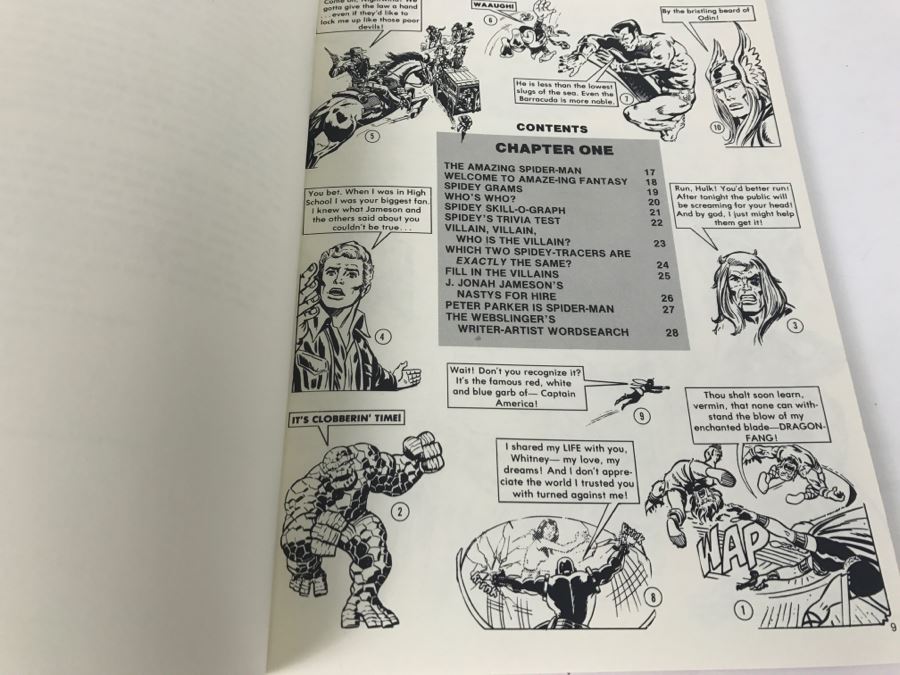 Come on, Nightwind! We
gotta give the law a hand
...even if they'd like to
lock me up like those poor
devils!
5
WAAUGH!
6
He is less than the lowest
slugs of the sea. Even the
Barracuda is more noble.
7
By the bristling beard of
Odin!
10
CONTENTS
CHAPTER ONE
THE AMAZING SPIDER-MAN 17
WELCOME TO AMAZE-ING FANTASY 18
SPIDEY GRAMS 19
WHO'S WHO? 20
SPIDEY SKILL-O-GRAPH 21
SPIDEY'S TRIVIA TEST 22
VILLAIN, VILLAIN,
WHO IS THE VILLAIN? 23
WHICH TWO SPIDEY-TRACERS ARE
EXACTLY THE SAME? 24
FILL IN THE VILLAINS 25
J. JONAH JAMESON'S
NASTYS FOR HIRE 26
PETER PARKER IS SPIDER-MAN 27
THE WEBSLINGER'S
WRITER-ARTIST WORDSEARCH 28
You bet. When I was in High
School I was your biggest fan.
I knew what Jameson and
the others said about you
couldn't be true...
4
Run, Hulk! You'd better run!
After tonight the public will
be screaming for your head!
And by god, I just might help
them get it!
3
Wait! Don't you recognize it?
It's the famous red, white
and blue garb of— Captain
America!
9
IT'S CLOBBERIN' TIME!
2
I shared my LIFE with you,
Whitney— my love, my
dreams! And I don't appre-
ciate the world I trusted you
with turned against me!
8
Thou shalt soon learn,
vermin, that none can with-
stand the blow of my
enchanted blade—DRAGON-
FANG!
WAP
1
9